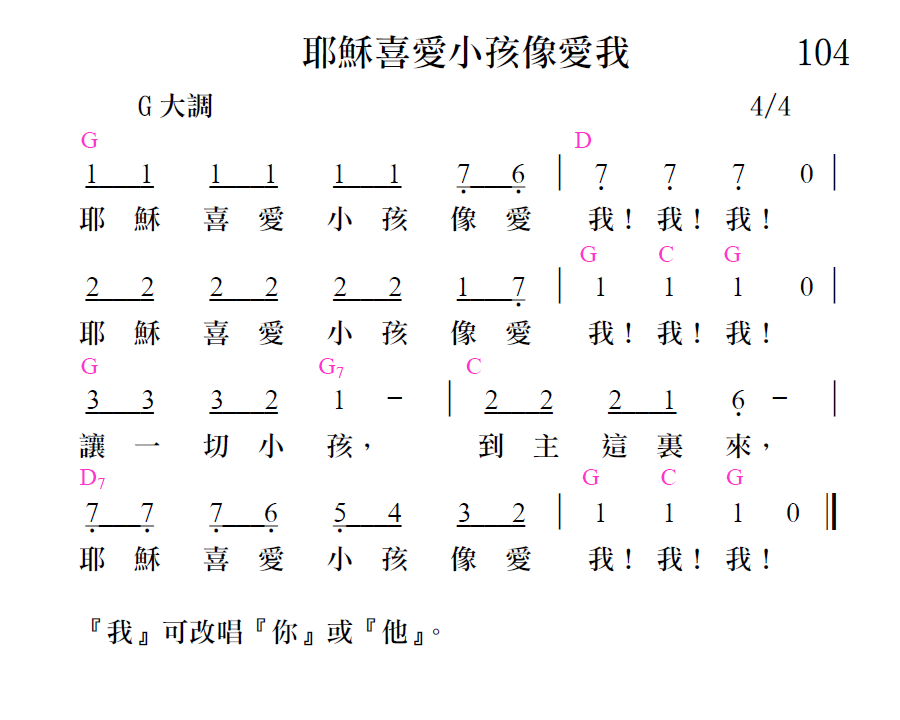 耶穌喜愛小孩像愛我 104
G 大調 4/4
G D
1 1 1 1 1 1 7̣ 6̣ | 7̣ 7̣ 7̣ 0 |
耶 穌 喜 愛 小 孩 像 愛 我！ 我！ 我！
G C G
2 2 2 2 2 2 1 7̣ | 1 1 1 0 |
耶 穌 喜 愛 小 孩 像 愛 我！ 我！ 我！
G G7 C
3 3 3 2 1 － | 2 2 2 1 6̣ － |
讓 一 切 小 孩， 到 主 這 裏 來，
D7 G C G
7̣ 7̣ 7̣ 6̣ 5̣ 4 3 2 | 1 1 1 0 ‖
耶 穌 喜 愛 小 孩 像 愛 我！ 我！ 我！
『我』可改唱『你』或『他』。